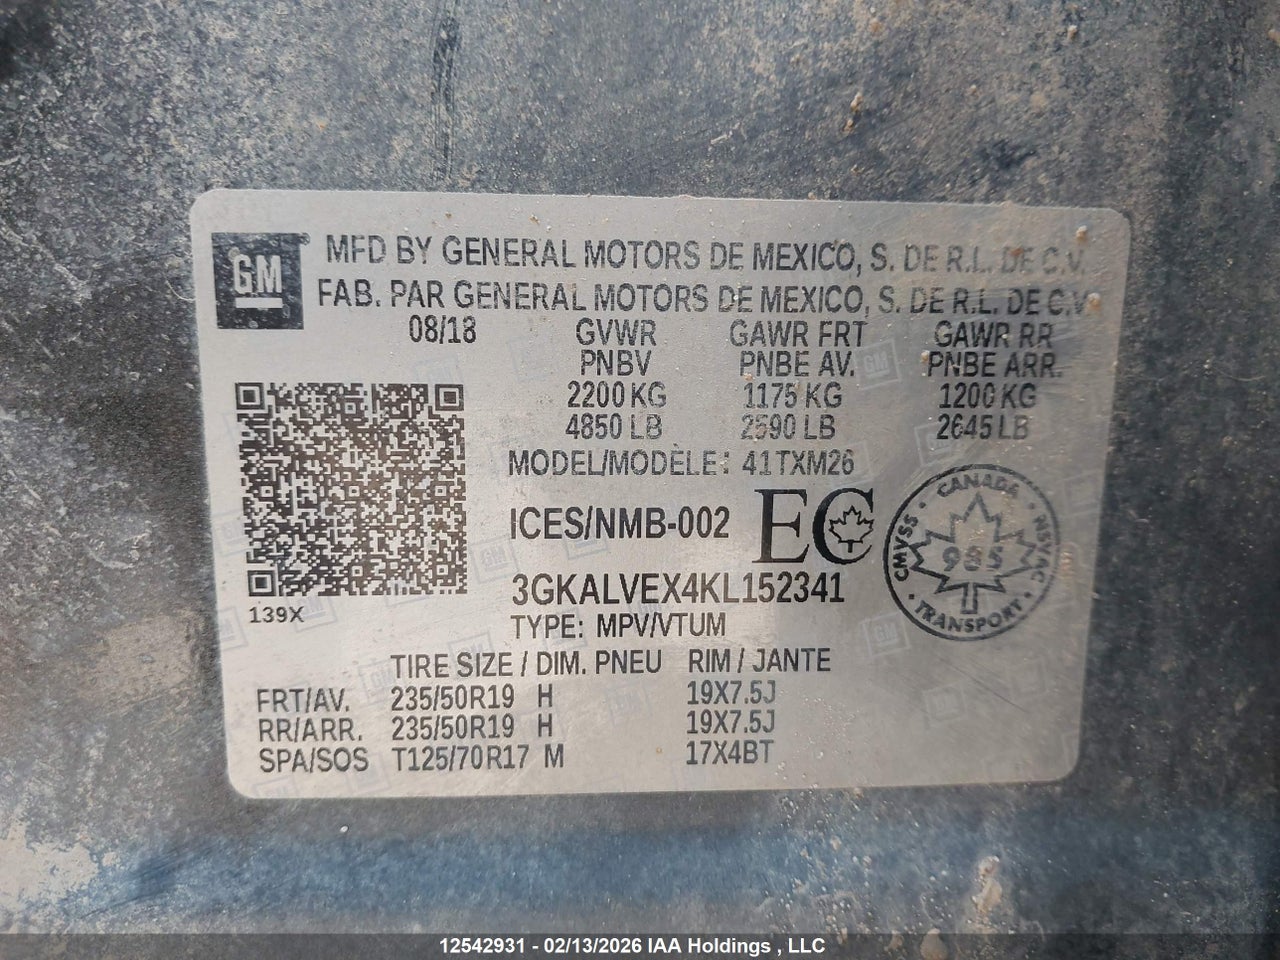 GM
MFD BY GENERAL MOTORS DE MEXICO, S. DE R.L. DE C.V.
FAB. PAR GENERAL MOTORS DE MEXICO, S. DE R.L. DE C.V.
08/18 GVWR GAWR FRT GAWR RR
PNBV PNBE AV. PNBE ARR.
2200 KG 1175 KG 1200 KG
4850 LB 2590 LB 2645 LB
MODEL/MODÈLE: 41TXM26
ICES/NMB-002 EC
CANADA
CMVSS NSVAC
985
TRANSPORT
3GKALVEX4KL152341
139X
TYPE: MPV/VTUM
TIRE SIZE / DIM. PNEU RIM / JANTE
FRT/AV. 235/50R19 H 19X7.5J
RR/ARR. 235/50R19 H 19X7.5J
SPA/SOS T125/70R17 M 17X4BT
12542931 - 02/13/2026 IAA Holdings , LLC